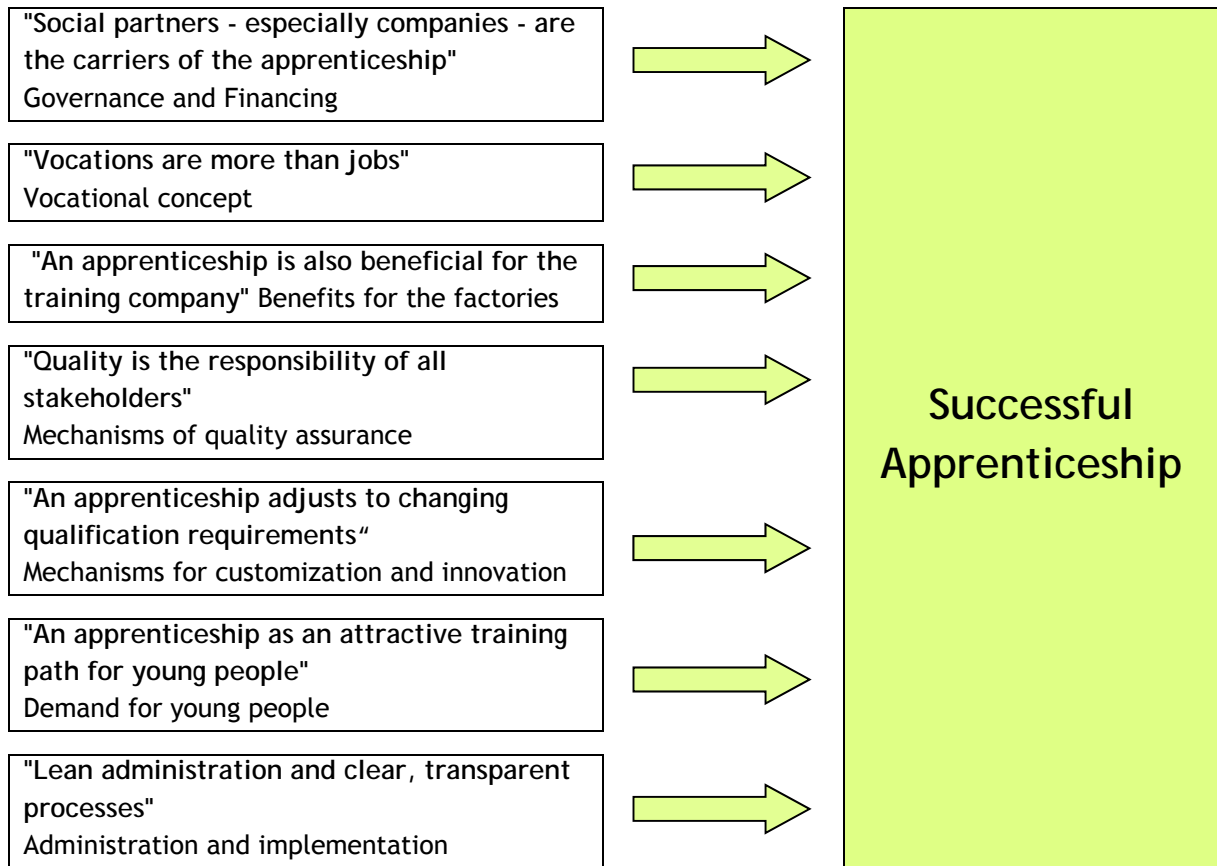 "Social partners - especially companies - are
the carriers of the apprenticeship"
Governance and Financing
"Vocations are more than jobs"
Vocational concept
"An apprenticeship is also beneficial for the
training company" Benefits for the factories
"Quality is the responsibility of all
stakeholders"
Mechanisms of quality assurance
"An apprenticeship adjusts to changing
qualification requirements“
Mechanisms for customization and innovation
"An apprenticeship as an attractive training
path for young people"
Demand for young people
"Lean administration and clear, transparent
processes"
Administration and implementation
Successful
Apprenticeship